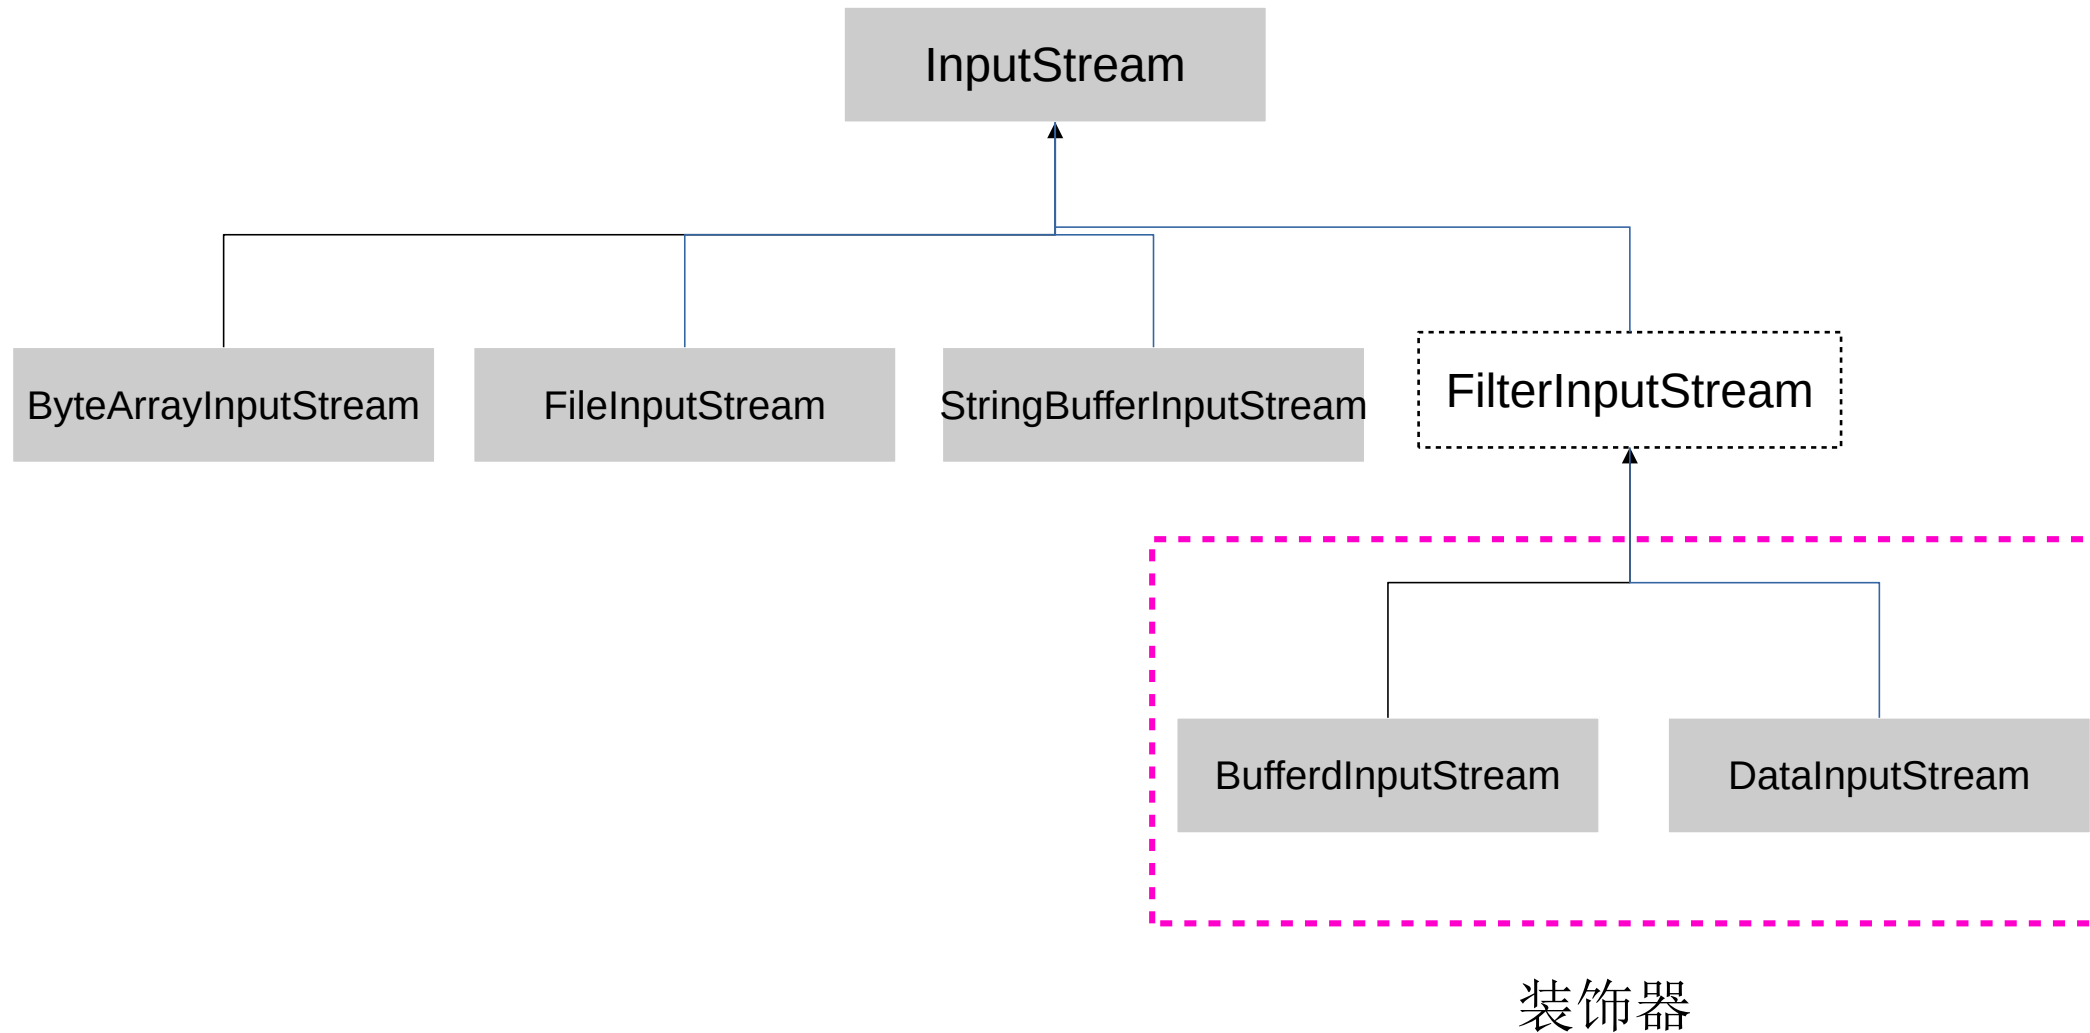 InputStream
ByteArrayInputStream
FileInputStream
StringBufferInputStream
FilterInputStream
BufferdInputStream
DataInputStream
装饰器